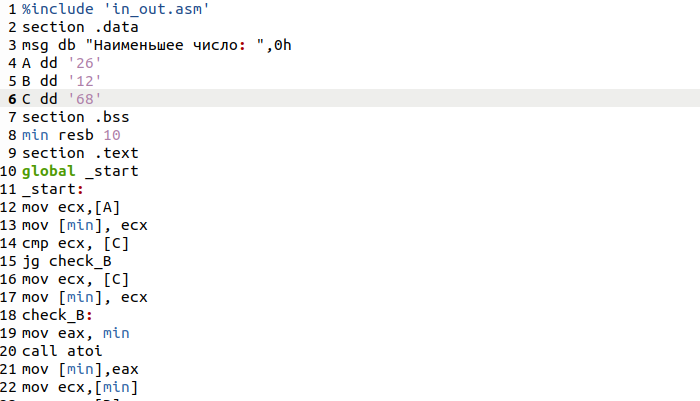 1 %include 'in_out.asm'
2 section .data
3 msg db "Наименьшее число: ",0h
4 A dd '26'
5 B dd '12'
6 C dd '68'
7 section .bss
8 min resb 10
9 section .text
10 global _start
11 _start:
12 mov ecx,[A]
13 mov [min], ecx
14 cmp ecx, [C]
15 jg check_B
16 mov ecx, [C]
17 mov [min], ecx
18 check_B:
19 mov eax, min
20 call atoi
21 mov [min],eax
22 mov ecx,[min]